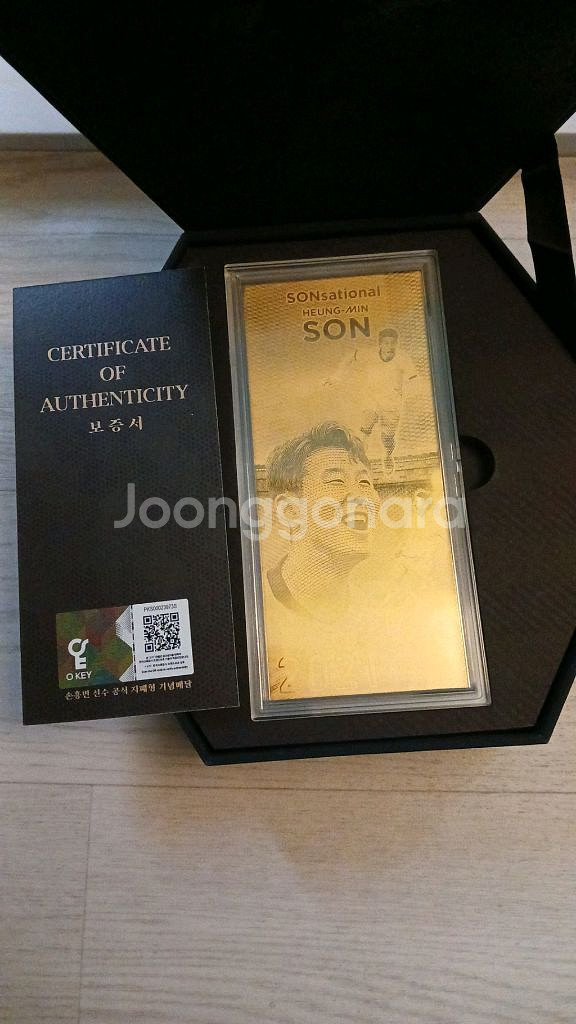 CERTIFICATE
OF
AUTHENTICITY
보증서
PKS00023973S
O KEY
손흥민 선수 공식 지폐형 기념메달
SONsational
HEUNG-MIN
SON
Joonggonara